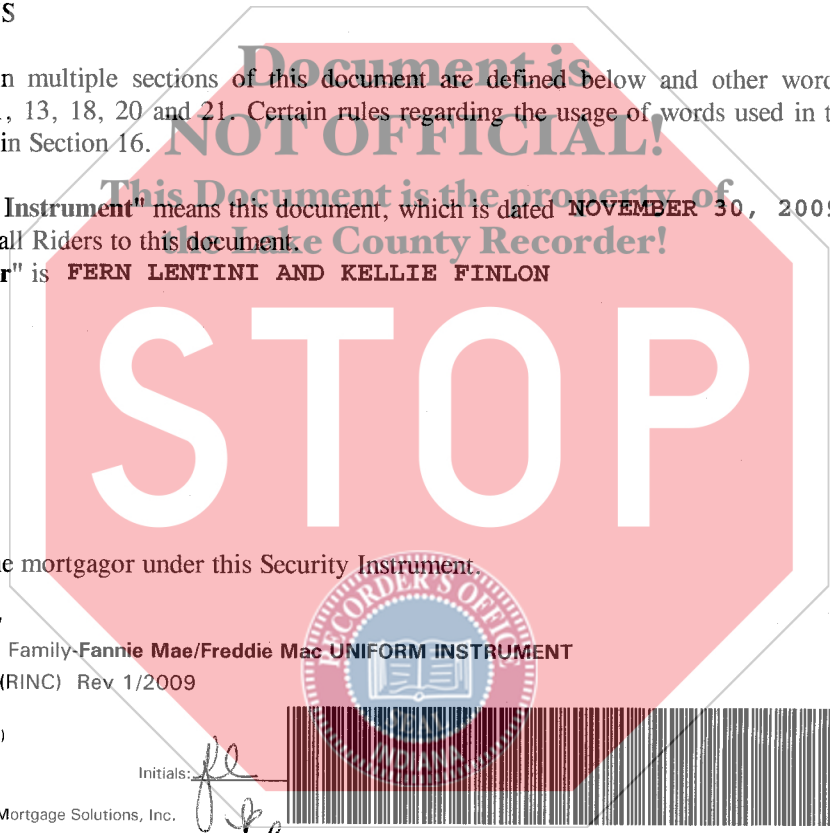 S
Document is
n multiple sections of this document are defined below and other word
, 13, 18, 20 and 21. Certain rules regarding the usage of words used in t
NOT OFFICIAL!
in Section 16.
This Document is the property of
Instrument" means this document, which is dated NOVEMBER 30, 2009
all Riders to this document.
the Lake County Recorder!
r" is FERN LENTINI AND KELLIE FINLON
STOP
e mortgagor under this Security Instrument.
RECORDER'S OFFICE
Family-Fannie Mae/Freddie Mac UNIFORM INSTRUMENT
(RINC) Rev 1/2009
SEAL
INDIANA
)
Initials:
Mortgage Solutions, Inc.